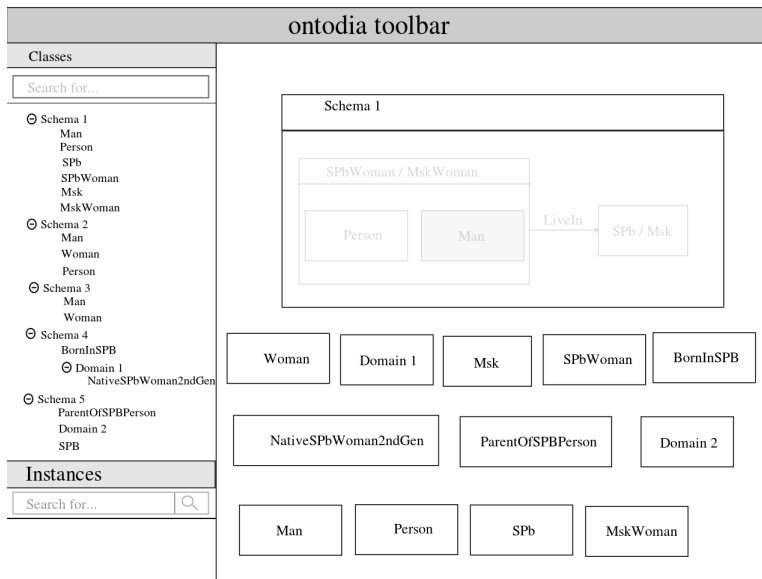 ontodia toolbar
Classes
Search for...
Schema 1
Man
Person
SPb
SPbWoman
Msk
MskWoman
Schema 2
Man
Woman
Person
Schema 3
Man
Woman
Schema 4
BornInSPB
Domain 1
NativeSPbWoman2ndGen
Schema 5
ParentOfSPBPerson
Domain 2
SPB
Instances
Search for...
Schema 1
SPbWoman / MskWoman
Person Man
LiveIn
SPb / Msk
Woman Domain 1 Msk SPbWoman BornInSPB
NativeSPbWoman2ndGen ParentOfSPBPerson Domain 2
Man Person SPb MskWoman